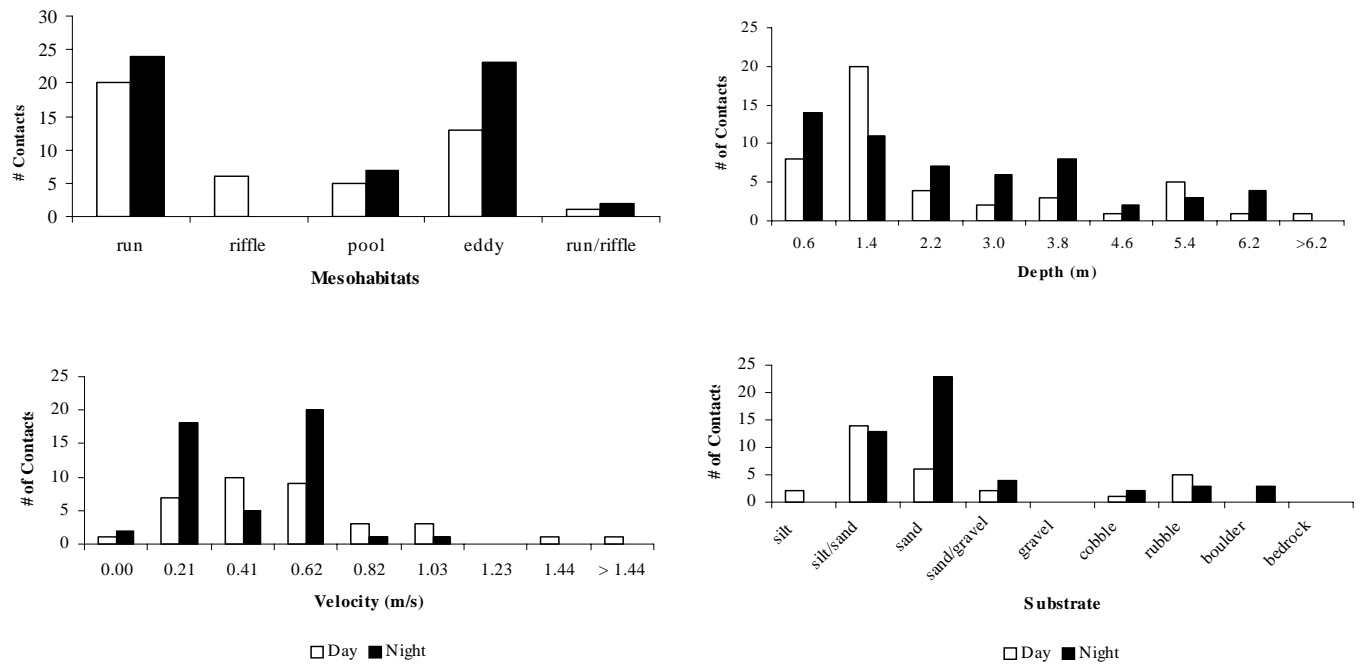 30
25
20
15
10
5
0
# Contacts
run riffle pool eddy run/riffle
Mesohabitats
25
20
15
10
5
0
# of Contacts
0.6 1.4 2.2 3.0 3.8 4.6 5.4 6.2 >6.2
Depth (m)
25
20
15
10
5
0
# of Contacts
0.00 0.21 0.41 0.62 0.82 1.03 1.23 1.44 > 1.44
Velocity (m/s)
Day Night
25
20
15
10
5
0
# of Contacts
silt silt/sand sand sand/gravel gravel cobble rubble boulder bedrock
Substrate
Day Night